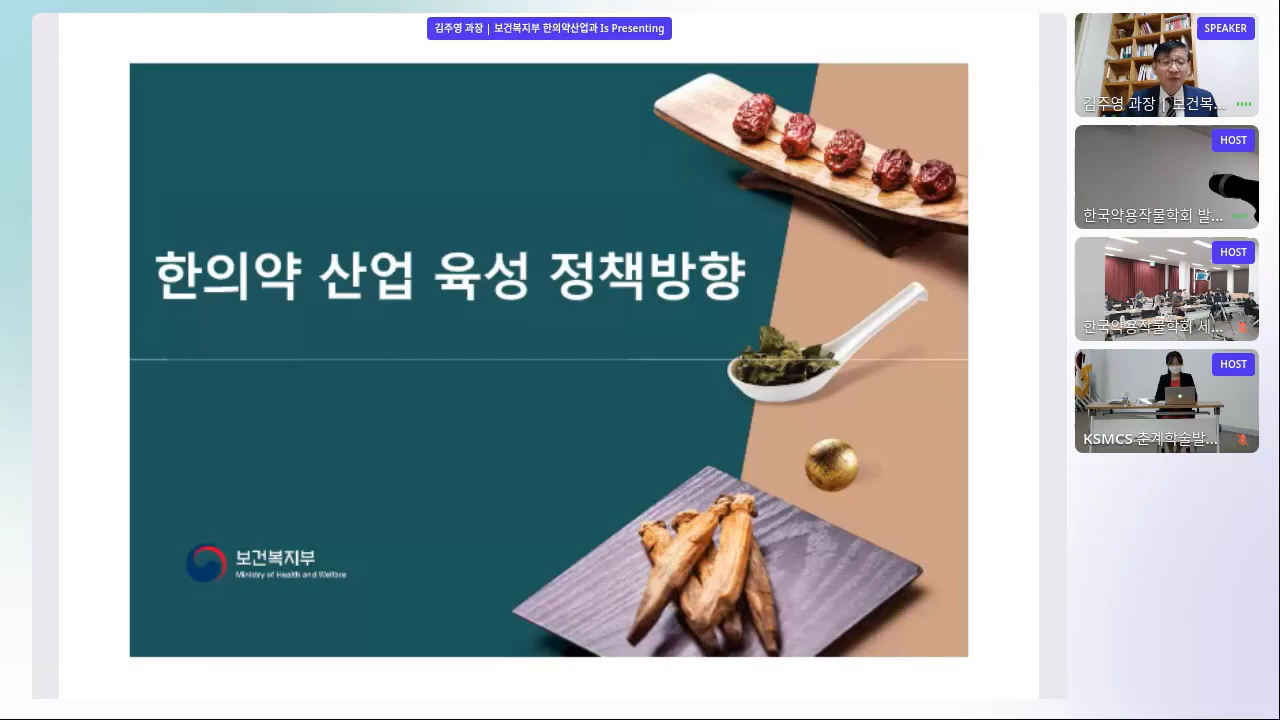 김주영 과장 | 보건복지부 한의약산업과 Is Presenting
한의약 산업 육성 정책방향
보건복지부
Ministry of Health and Welfare
SPEAKER
김주영 과장 | 보건복...
HOST
한국약용작물학회 발...
HOST
한국약용작물학회 세...
HOST
KSMCS 춘계학술발...